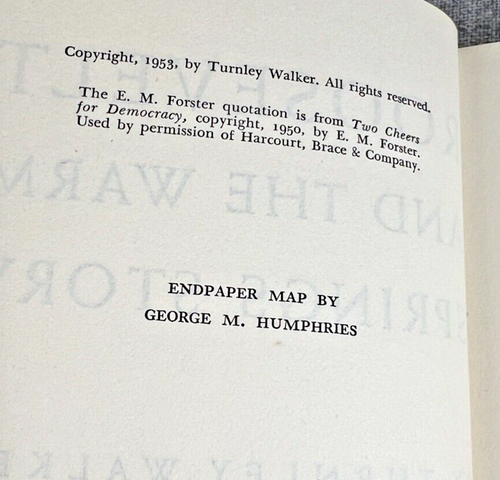 Copyright, 1953, by Turnley Walker. All rights reserved.
The E. M. Forster quotation is from Two Cheers
for Democracy, copyright, 1950, by E. M. Forster.
Used by permission of Harcourt, Brace & Company.
ENDPAPER MAP BY
GEORGE M. HUMPHRIES